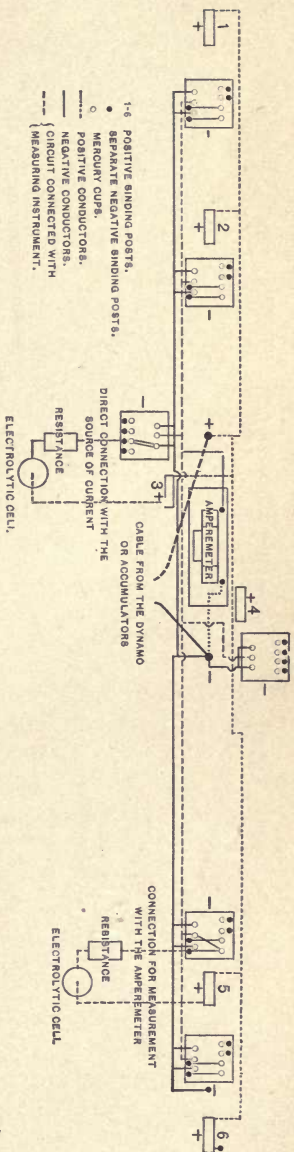 1
+
−
2
+
−
+
AMPEREMETER
+ 4
−
−
−
5
+
−
−
6
+
−
3
+
1-6 POSITIVE BINDING POSTS.
SEPARATE NEGATIVE BINDING POSTS.
MERCURY CUPS.
POSITIVE CONDUCTORS.
NEGATIVE CONDUCTORS.
{ CIRCUIT CONNECTED WITH
MEASURING INSTRUMENT.
DIRECT CONNECTION WITH THE
SOURCE OF CURRENT
RESISTANCE
ELECTROLYTIC CELL.
CABLE FROM THE DYNAMO
OR ACCUMULATORS
CONNECTION FOR MEASUREMENT
WITH THE AMPEREMETER
RESISTANCE
ELECTROLYTIC CELL